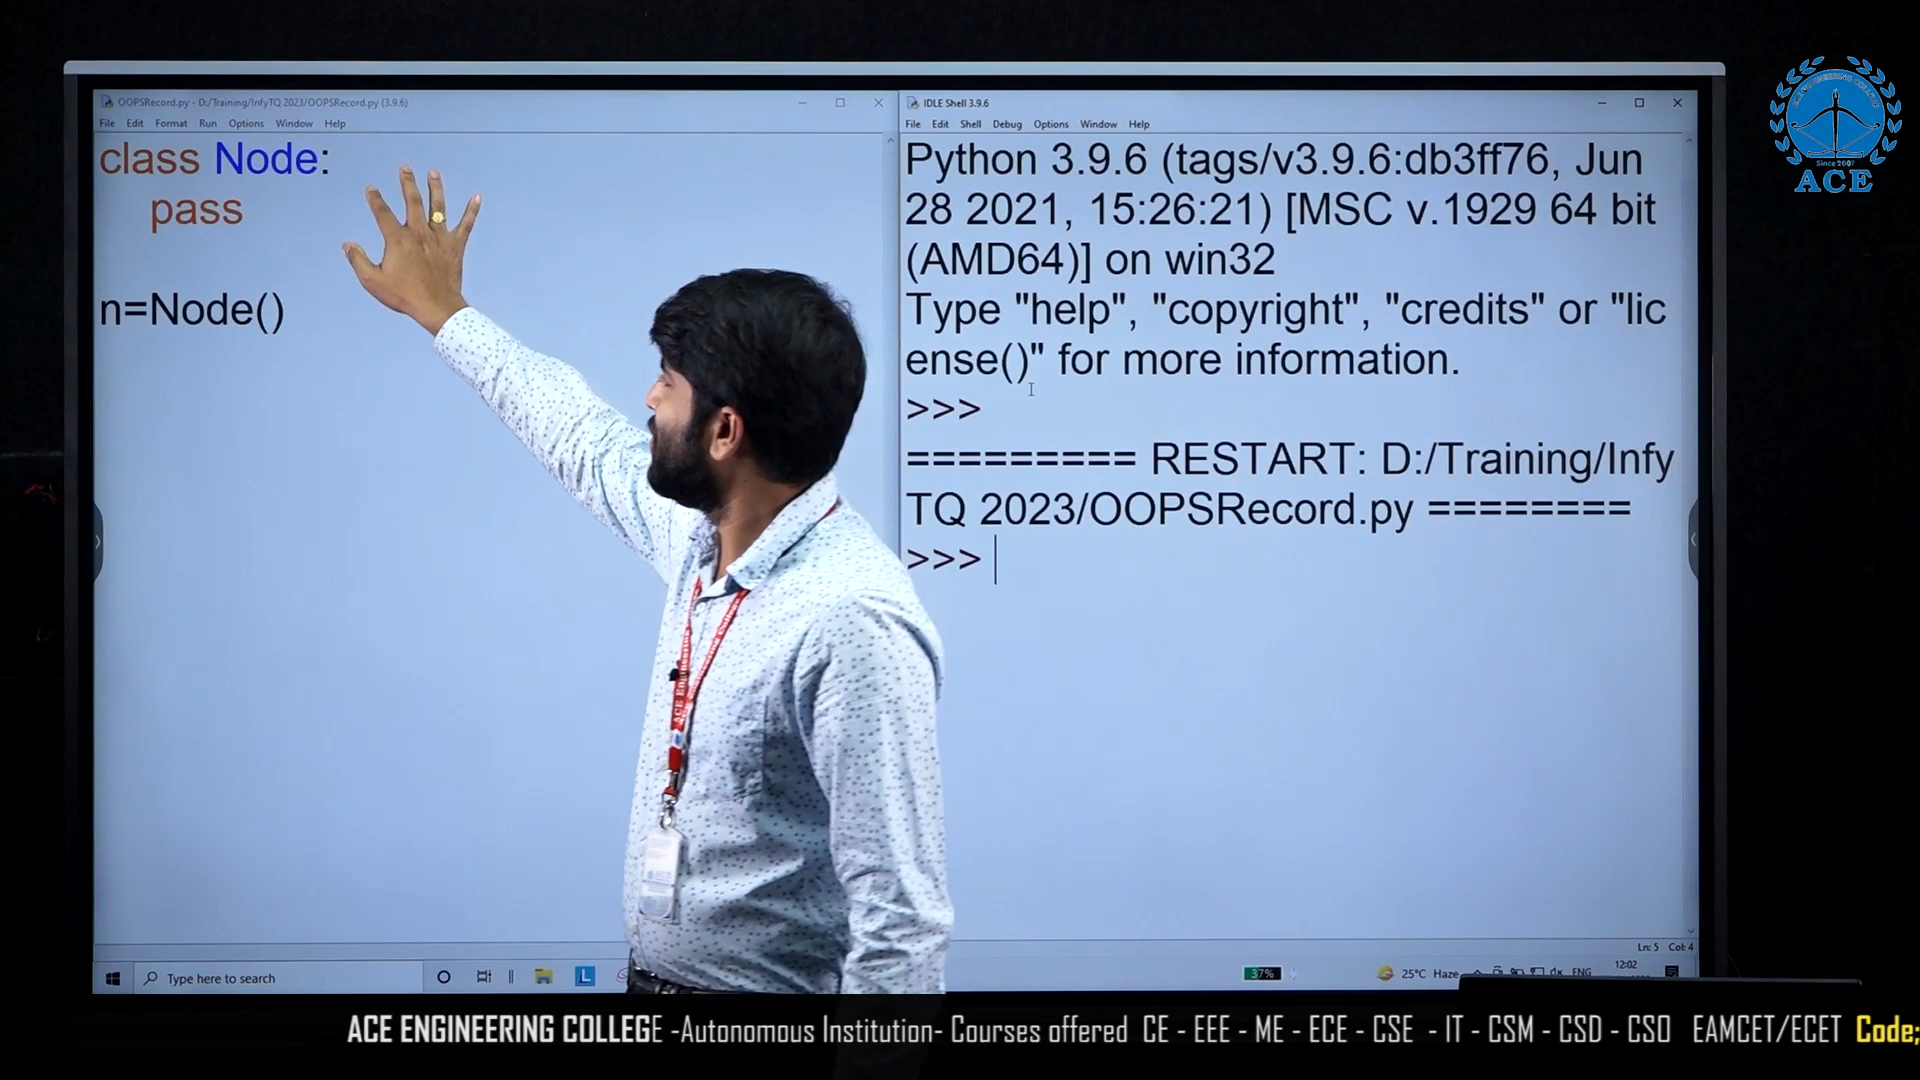 OOPSRecord.py - D:/Training/InfyTQ 2023/OOPSRecord.py (3.9.6)
File Edit Format Run Options Window Help
class Node:
pass
n=Node()
IDLE Shell 3.9.6
File Edit Shell Debug Options Window Help
Python 3.9.6 (tags/v3.9.6:db3ff76, Jun
28 2021, 15:26:21) [MSC v.1929 64 bit
(AMD64)] on win32
Type "help", "copyright", "credits" or "lic
ense()" for more information.
>>>
========= RESTART: D:/Training/Infy
TQ 2023/OOPSRecord.py ========
>>>
Ln: 5 Col: 4
Type here to search
L
37%
25°C Haze
ENG
12:02
Since 2007
ACE
ACE Engineering College
ACE ENGINEERING COLLEGE -Autonomous Institution- Courses offered CE - EEE - ME - ECE - CSE - IT - CSM - CSD - CSO EAMCET/ECET Code;